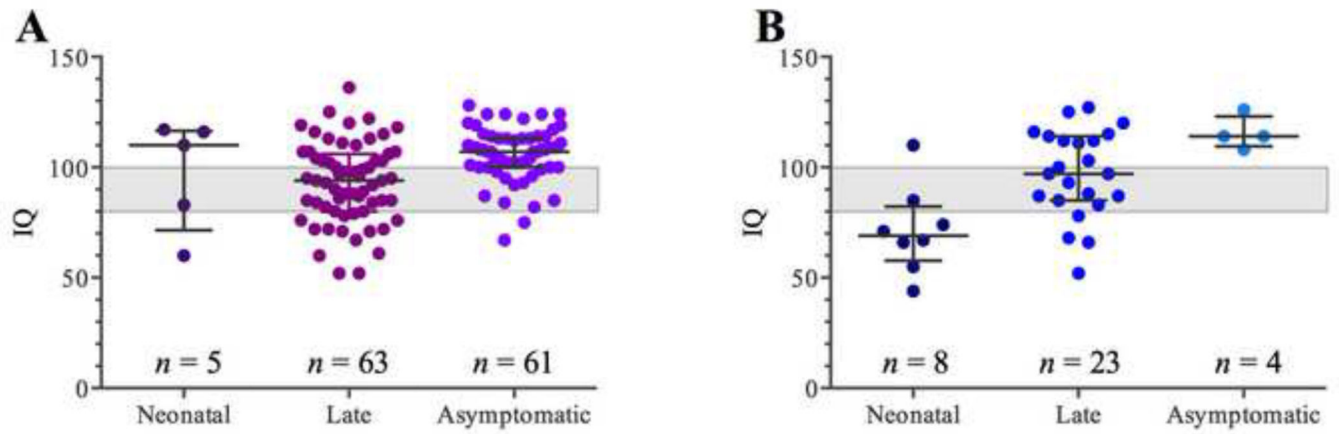 A
IQ
150
100
50
0
n = 5
n = 63
n = 61
Neonatal
Late
Asymptomatic
B
IQ
150
100
50
0
n = 8
n = 23
n = 4
Neonatal
Late
Asymptomatic